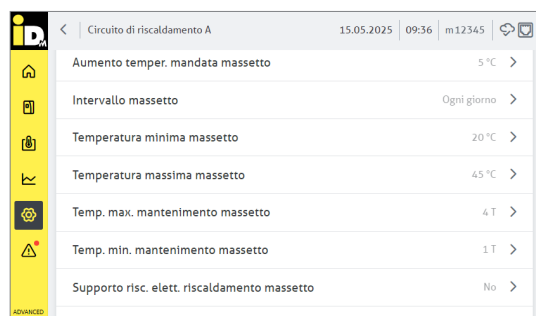 iDM
Circuito di riscaldamento A 15.05.2025 09:36 m12345
Aumento temper. mandata massetto 5 °C
Intervallo massetto Ogni giorno
Temperatura minima massetto 20 °C
Temperatura massima massetto 45 °C
Temp. max. mantenimento massetto 4 T
Temp. min. mantenimento massetto 1 T
Supporto risc. elett. riscaldamento massetto No
ADVANCED